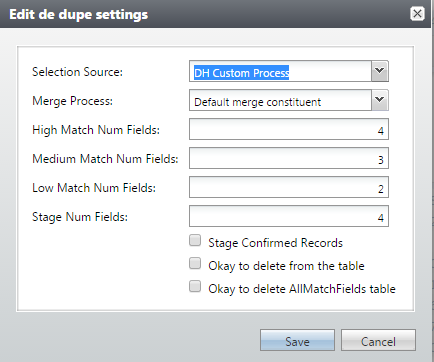 Edit de dupe settings
Selection Source: DH Custom Process
Merge Process: Default merge constituent
High Match Num Fields: 4
Medium Match Num Fields: 3
Low Match Num Fields: 2
Stage Num Fields: 4
Stage Confirmed Records
Okay to delete from the table
Okay to delete AllMatchFields table
Save Cancel